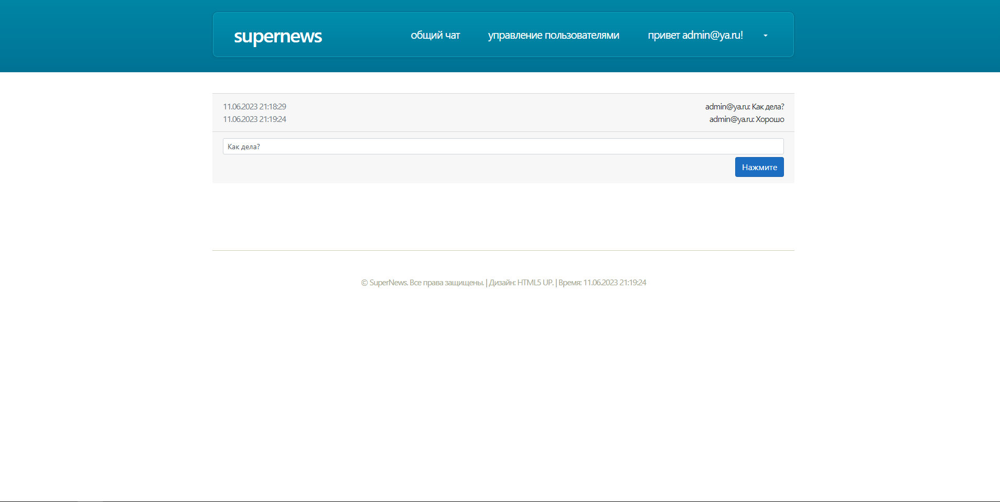 supernews
общий чат
управление пользователями
привет admin@ya.ru!
11.06.2023 21:18:29 admin@ya.ru: Как дела?
11.06.2023 21:19:24 admin@ya.ru: Хорошо
Как дела?
Нажмите
© SuperNews. Все права защищены. | Дизайн: HTML5 UP. | Время: 11.06.2023 21:19:24